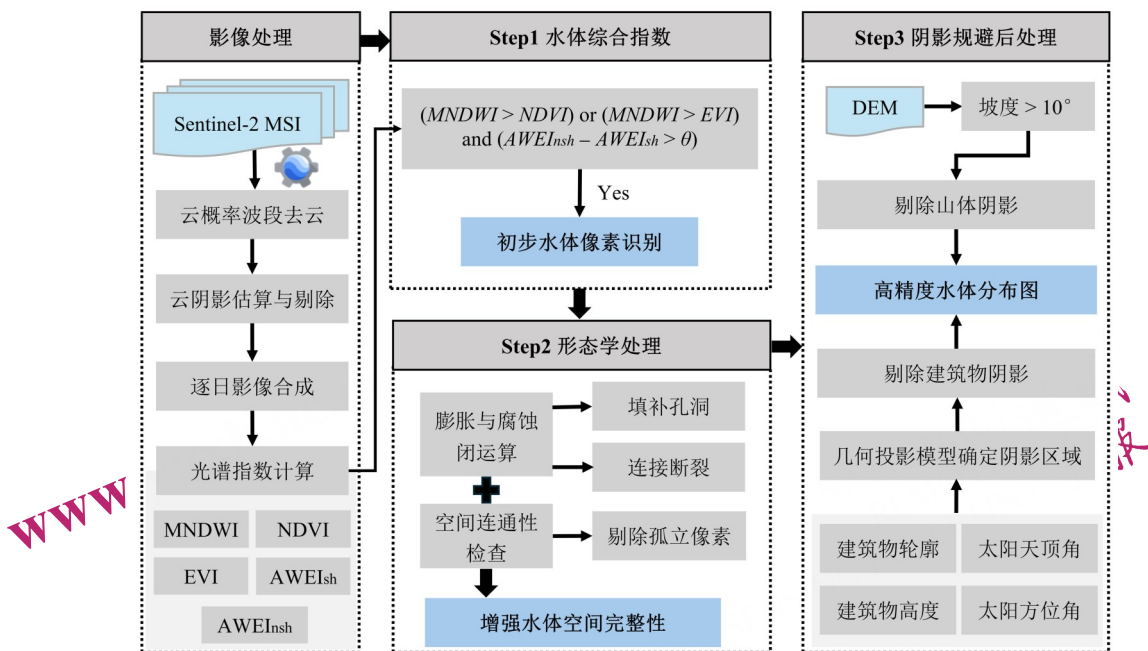 影像处理
Sentinel-2 MSI
云概率波段去云
云阴影估算与剔除
逐日影像合成
光谱指数计算
MNDWI
NDVI
EVI
AWEIsh
AWEInsh
Step1 水体综合指数
(MNDWI > NDVI) or (MNDWI > EVI)
and (AWEInsh – AWEIsh > θ)
Yes
初步水体像素识别
Step2 形态学处理
膨胀与腐蚀
闭运算
填补孔洞
连接断裂
空间连通性
检查
剔除孤立像素
增强水体空间完整性
Step3 阴影规避后处理
DEM
坡度 > 10°
剔除山体阴影
高精度水体分布图
剔除建筑物阴影
几何投影模型确定阴影区域
建筑物轮廓
太阳天顶角
建筑物高度
太阳方位角
www
报